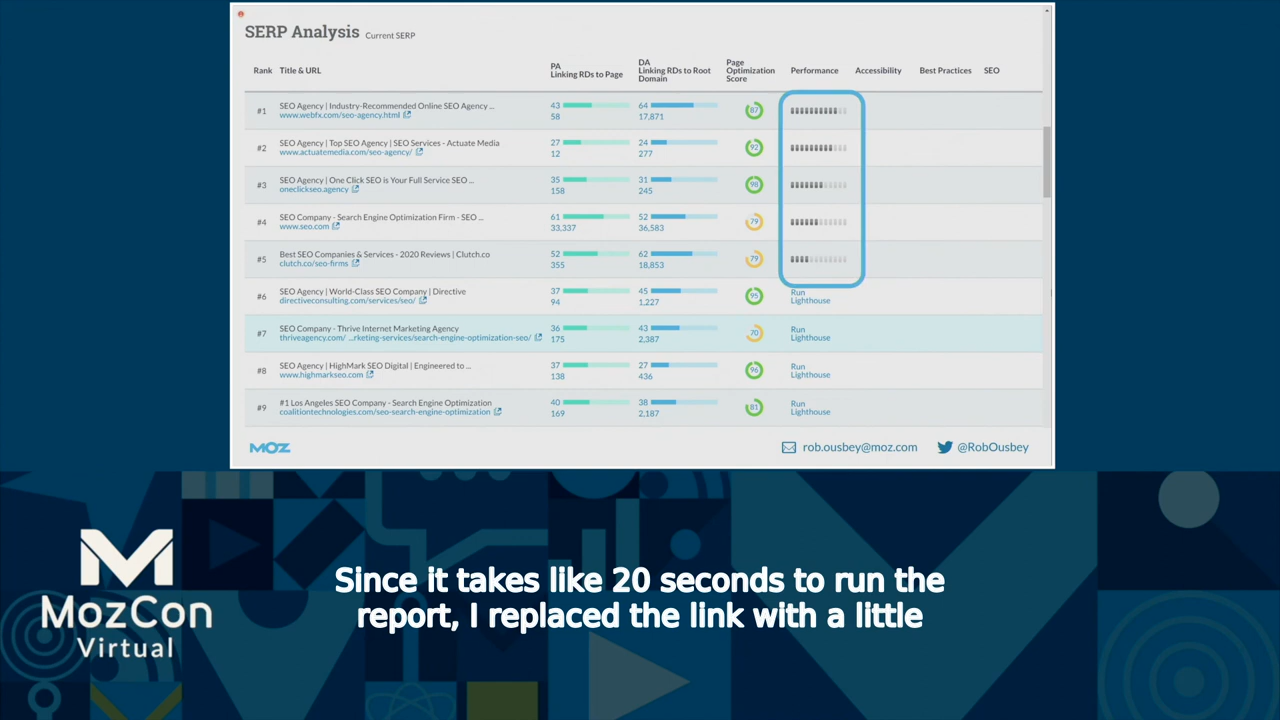 SERP Analysis Current SERP
Rank Title & URL PA Linking RDs to Page DA Linking RDs to Root Domain Page Optimization Score Performance Accessibility Best Practices SEO
#1 SEO Agency | Industry-Recommended Online SEO Agency ... 43 64 87
www.webfx.com/seo-agency.html 58 17,871
#2 SEO Agency | Top SEO Agency | SEO Services - Actuate Media 27 24 92
www.actuatemedia.com/seo-agency/ 12 277
#3 SEO Agency | One Click SEO is Your Full Service SEO ... 35 31 98
oneclickseo.agency 158 245
#4 SEO Company - Search Engine Optimization Firm - SEO ... 61 52 79
www.seo.com 33,337 36,583
#5 Best SEO Companies & Services - 2020 Reviews | Clutch.co 52 62 79
clutch.co/seo-firms 355 18,853
#6 SEO Agency | World-Class SEO Company | Directive 37 45 95 Run
directiveconsulting.com/services/seo/ 94 1,227 Lighthouse
#7 SEO Company - Thrive Internet Marketing Agency 36 43 70 Run
thriveagency.com/ ...rketing-services/search-engine-optimization-seo/ 175 2,387 Lighthouse
#8 SEO Agency | HighMark SEO Digital | Engineered to ... 37 27 96 Run
www.highmarkseo.com 138 436 Lighthouse
#9 #1 Los Angeles SEO Company - Search Engine Optimization 40 38 81 Run
coalitiontechnologies.com/seo-search-engine-optimization 169 2,187 Lighthouse
MOZ rob.ousbey@moz.com @RobOusbey
MozCon
Virtual
Since it takes like 20 seconds to run the
report, I replaced the link with a little